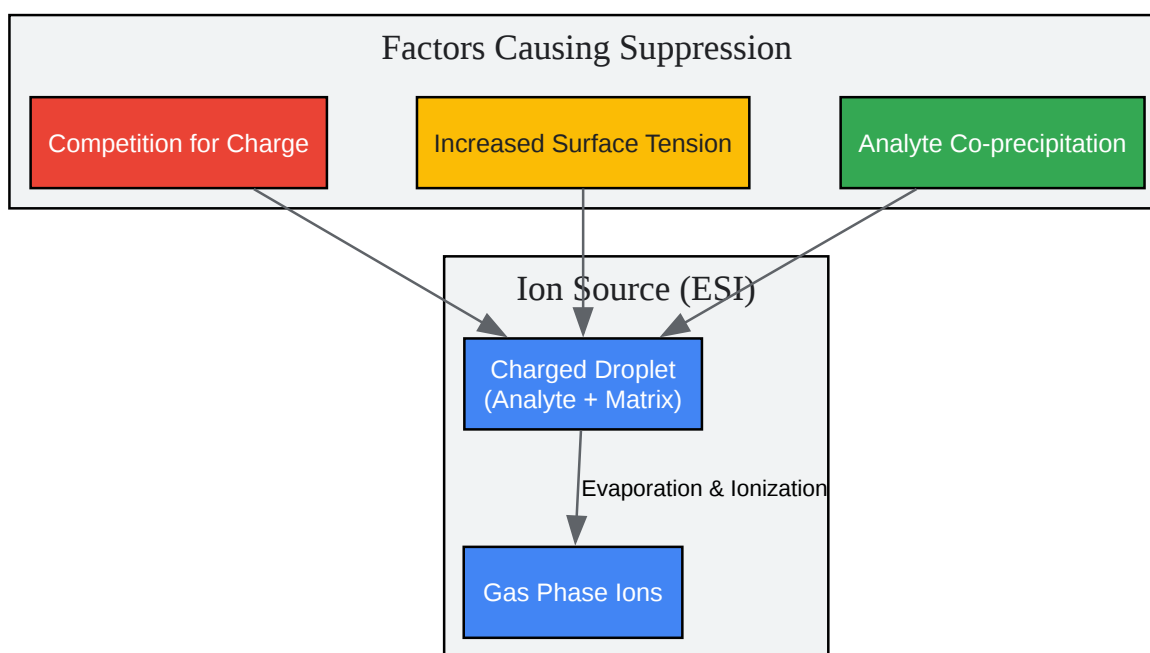 Factors Causing Suppression
Competition for Charge
Increased Surface Tension
Analyte Co-precipitation
Ion Source (ESI)
Charged Droplet
(Analyte + Matrix)
Evaporation & Ionization
Gas Phase Ions